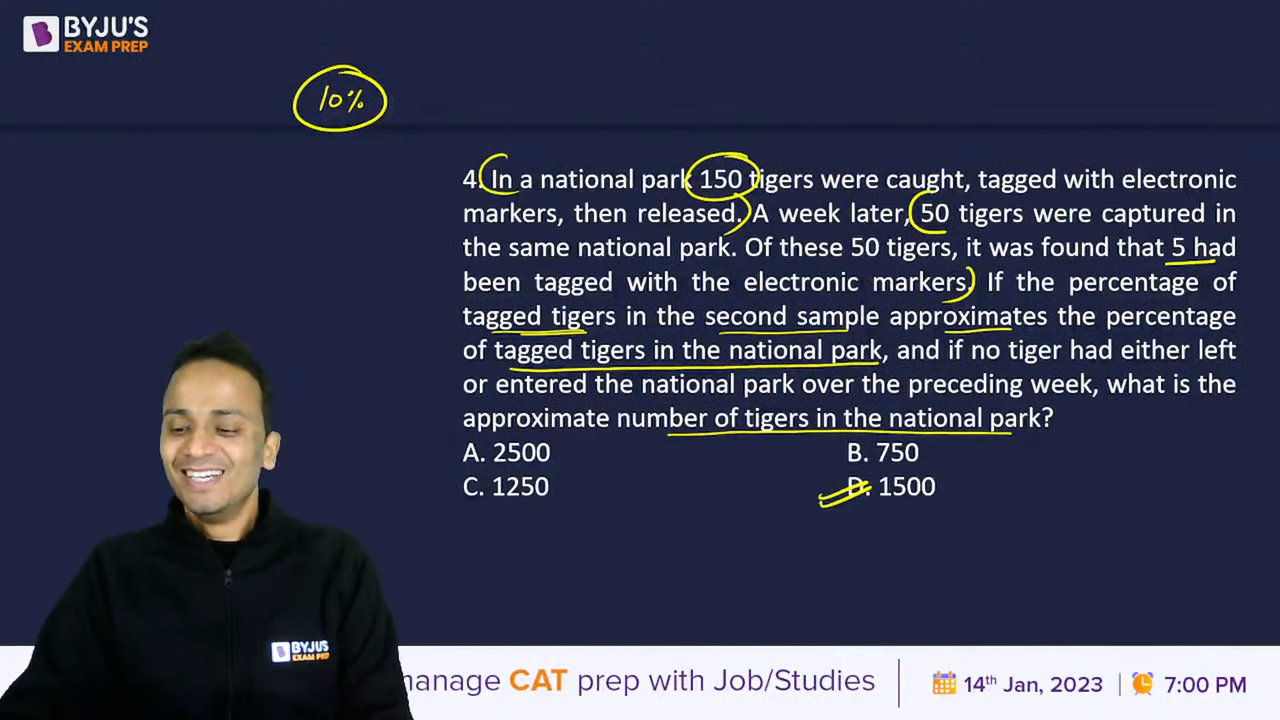 BYJU'S
EXAM PREP
10%
4. In a national park 150 tigers were caught, tagged with electronic
markers, then released. A week later, 50 tigers were captured in
the same national park. Of these 50 tigers, it was found that 5 had
been tagged with the electronic markers. If the percentage of
tagged tigers in the second sample approximates the percentage
of tagged tigers in the national park, and if no tiger had either left
or entered the national park over the preceding week, what is the
approximate number of tigers in the national park?
A. 2500 B. 750
C. 1250 D. 1500
BYJU'S
EXAM PREP
manage CAT prep with Job/Studies 14th Jan, 2023 | 7:00 PM